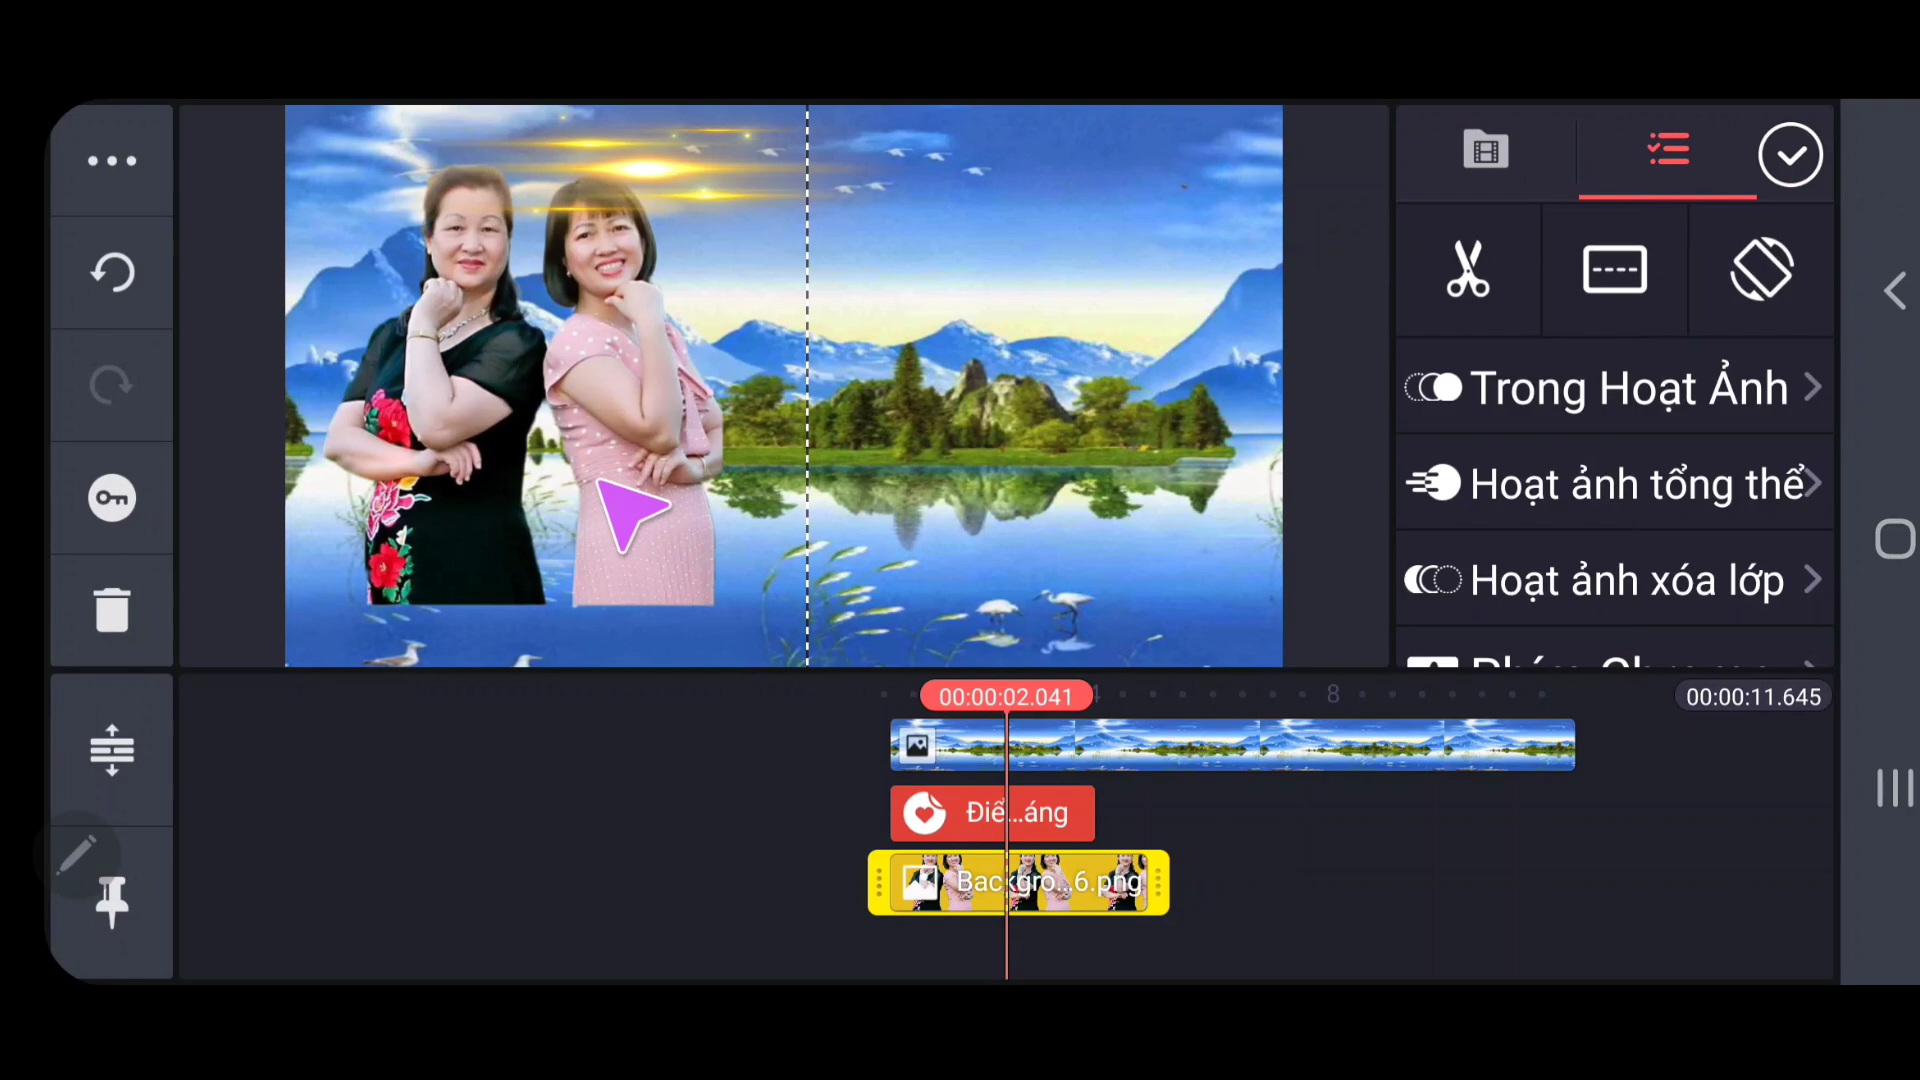 Trong Hoạt Ảnh
Hoạt ảnh tổng thể
Hoạt ảnh xóa lớp
00:00:02.041
4
8
00:00:11.645
Điể...áng
Backgro...6.png